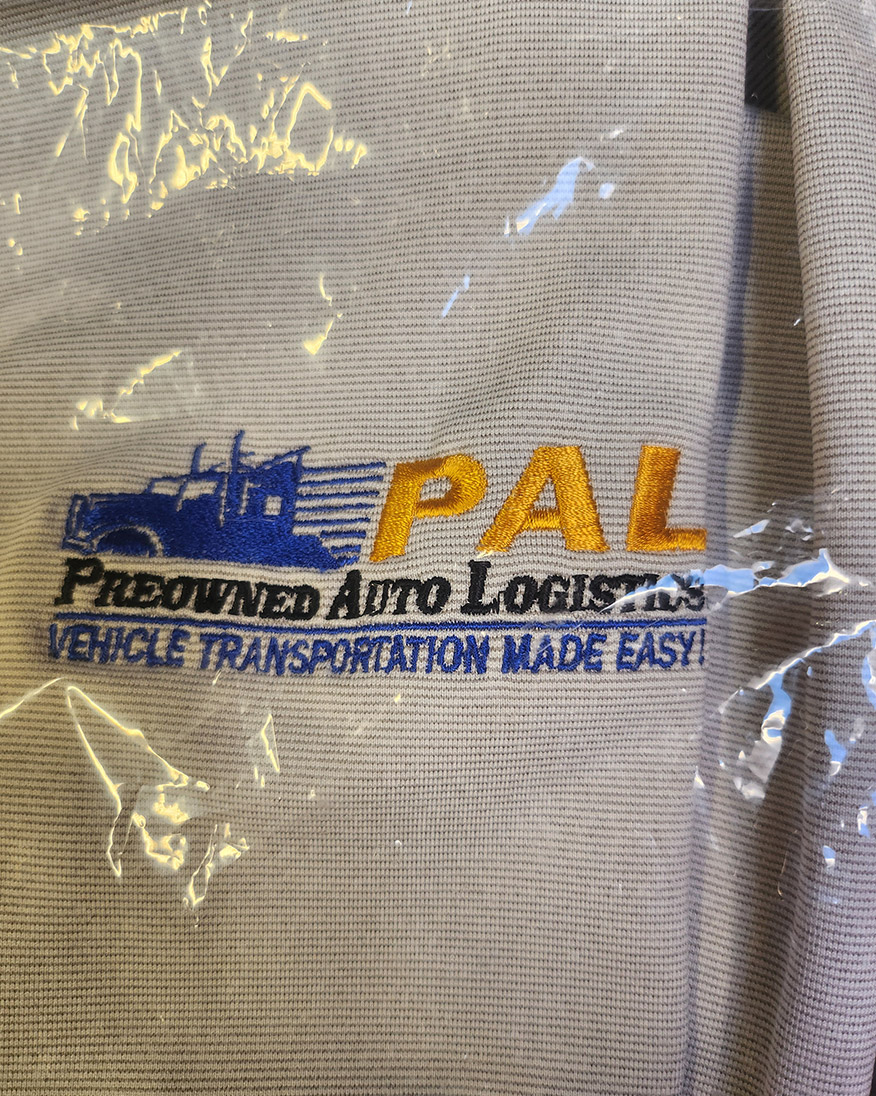 PAL
PREOWNED AUTO LOGISTICS
VEHICLE TRANSPORTATION MADE EASY!